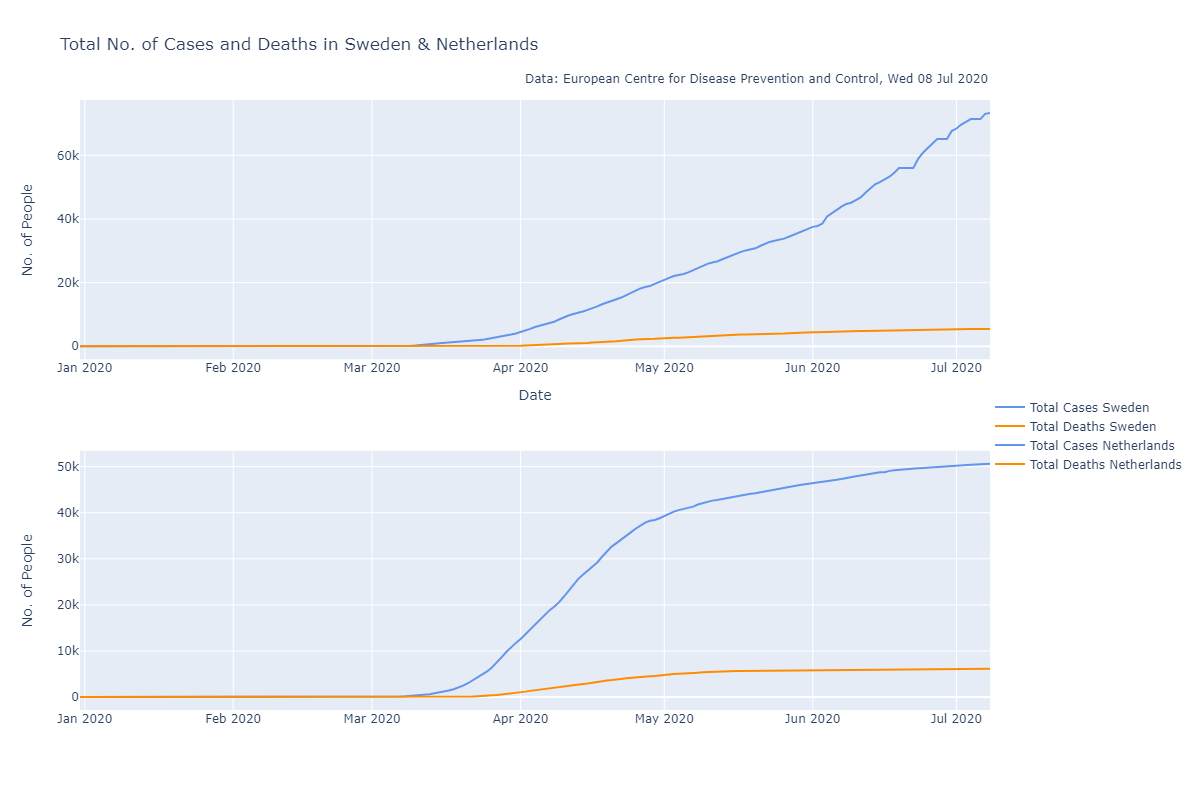 Total No. of Cases and Deaths in Sweden & Netherlands
Data: European Centre for Disease Prevention and Control, Wed 08 Jul 2020
No. of People
60k
40k
20k
0
Jan 2020 Feb 2020 Mar 2020 Apr 2020 May 2020 Jun 2020 Jul 2020
Date
Total Cases Sweden
Total Deaths Sweden
Total Cases Netherlands
Total Deaths Netherlands
No. of People
50k
40k
30k
20k
10k
0
Jan 2020 Feb 2020 Mar 2020 Apr 2020 May 2020 Jun 2020 Jul 2020